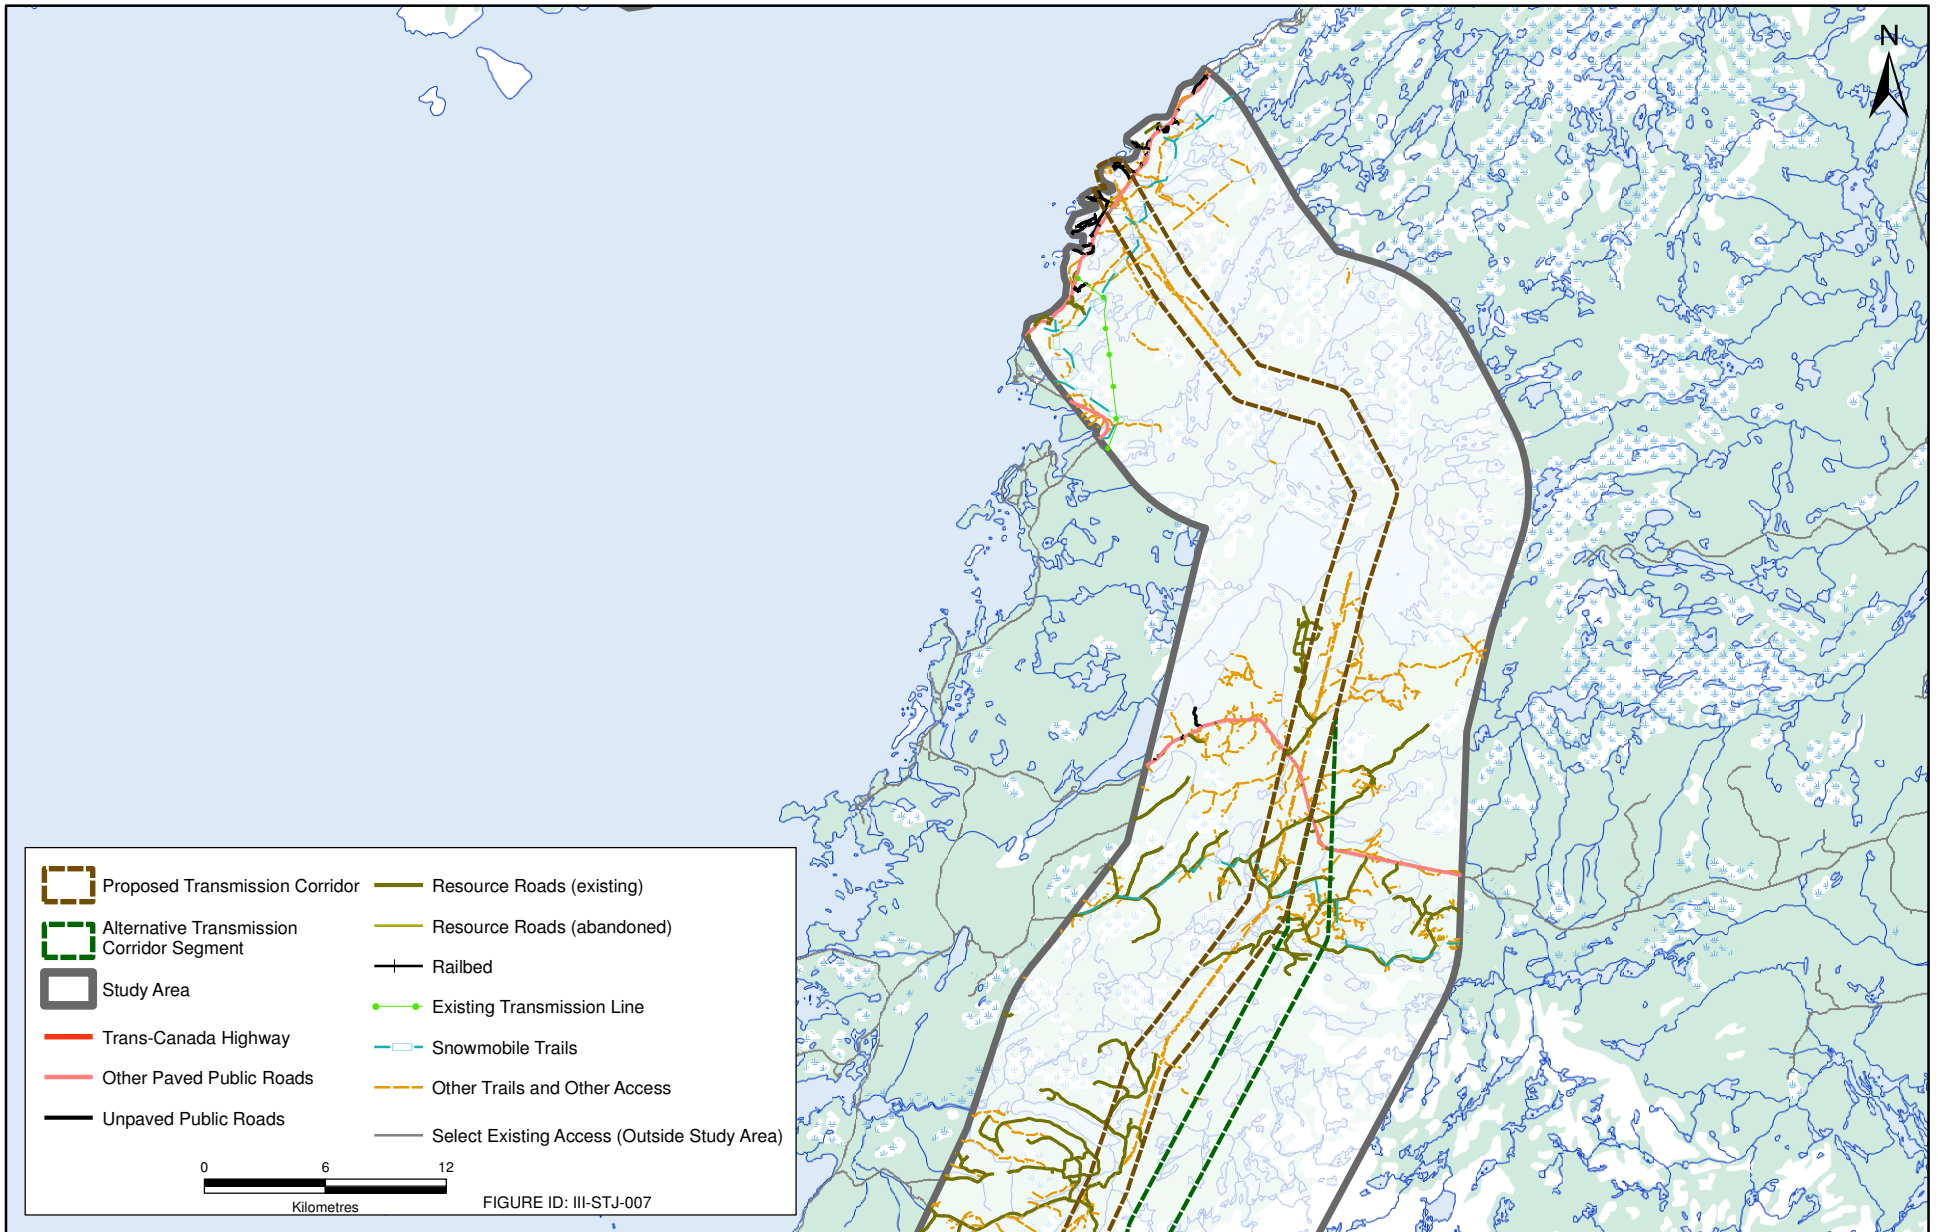 N
Proposed Transmission Corridor
Alternative Transmission
Corridor Segment
Study Area
Trans-Canada Highway
Other Paved Public Roads
Unpaved Public Roads
Resource Roads (existing)
Resource Roads (abandoned)
Railbed
Existing Transmission Line
Snowmobile Trails
Other Trails and Other Access
Select Existing Access (Outside Study Area)
0 6 12
Kilometres
FIGURE ID: III-STJ-007